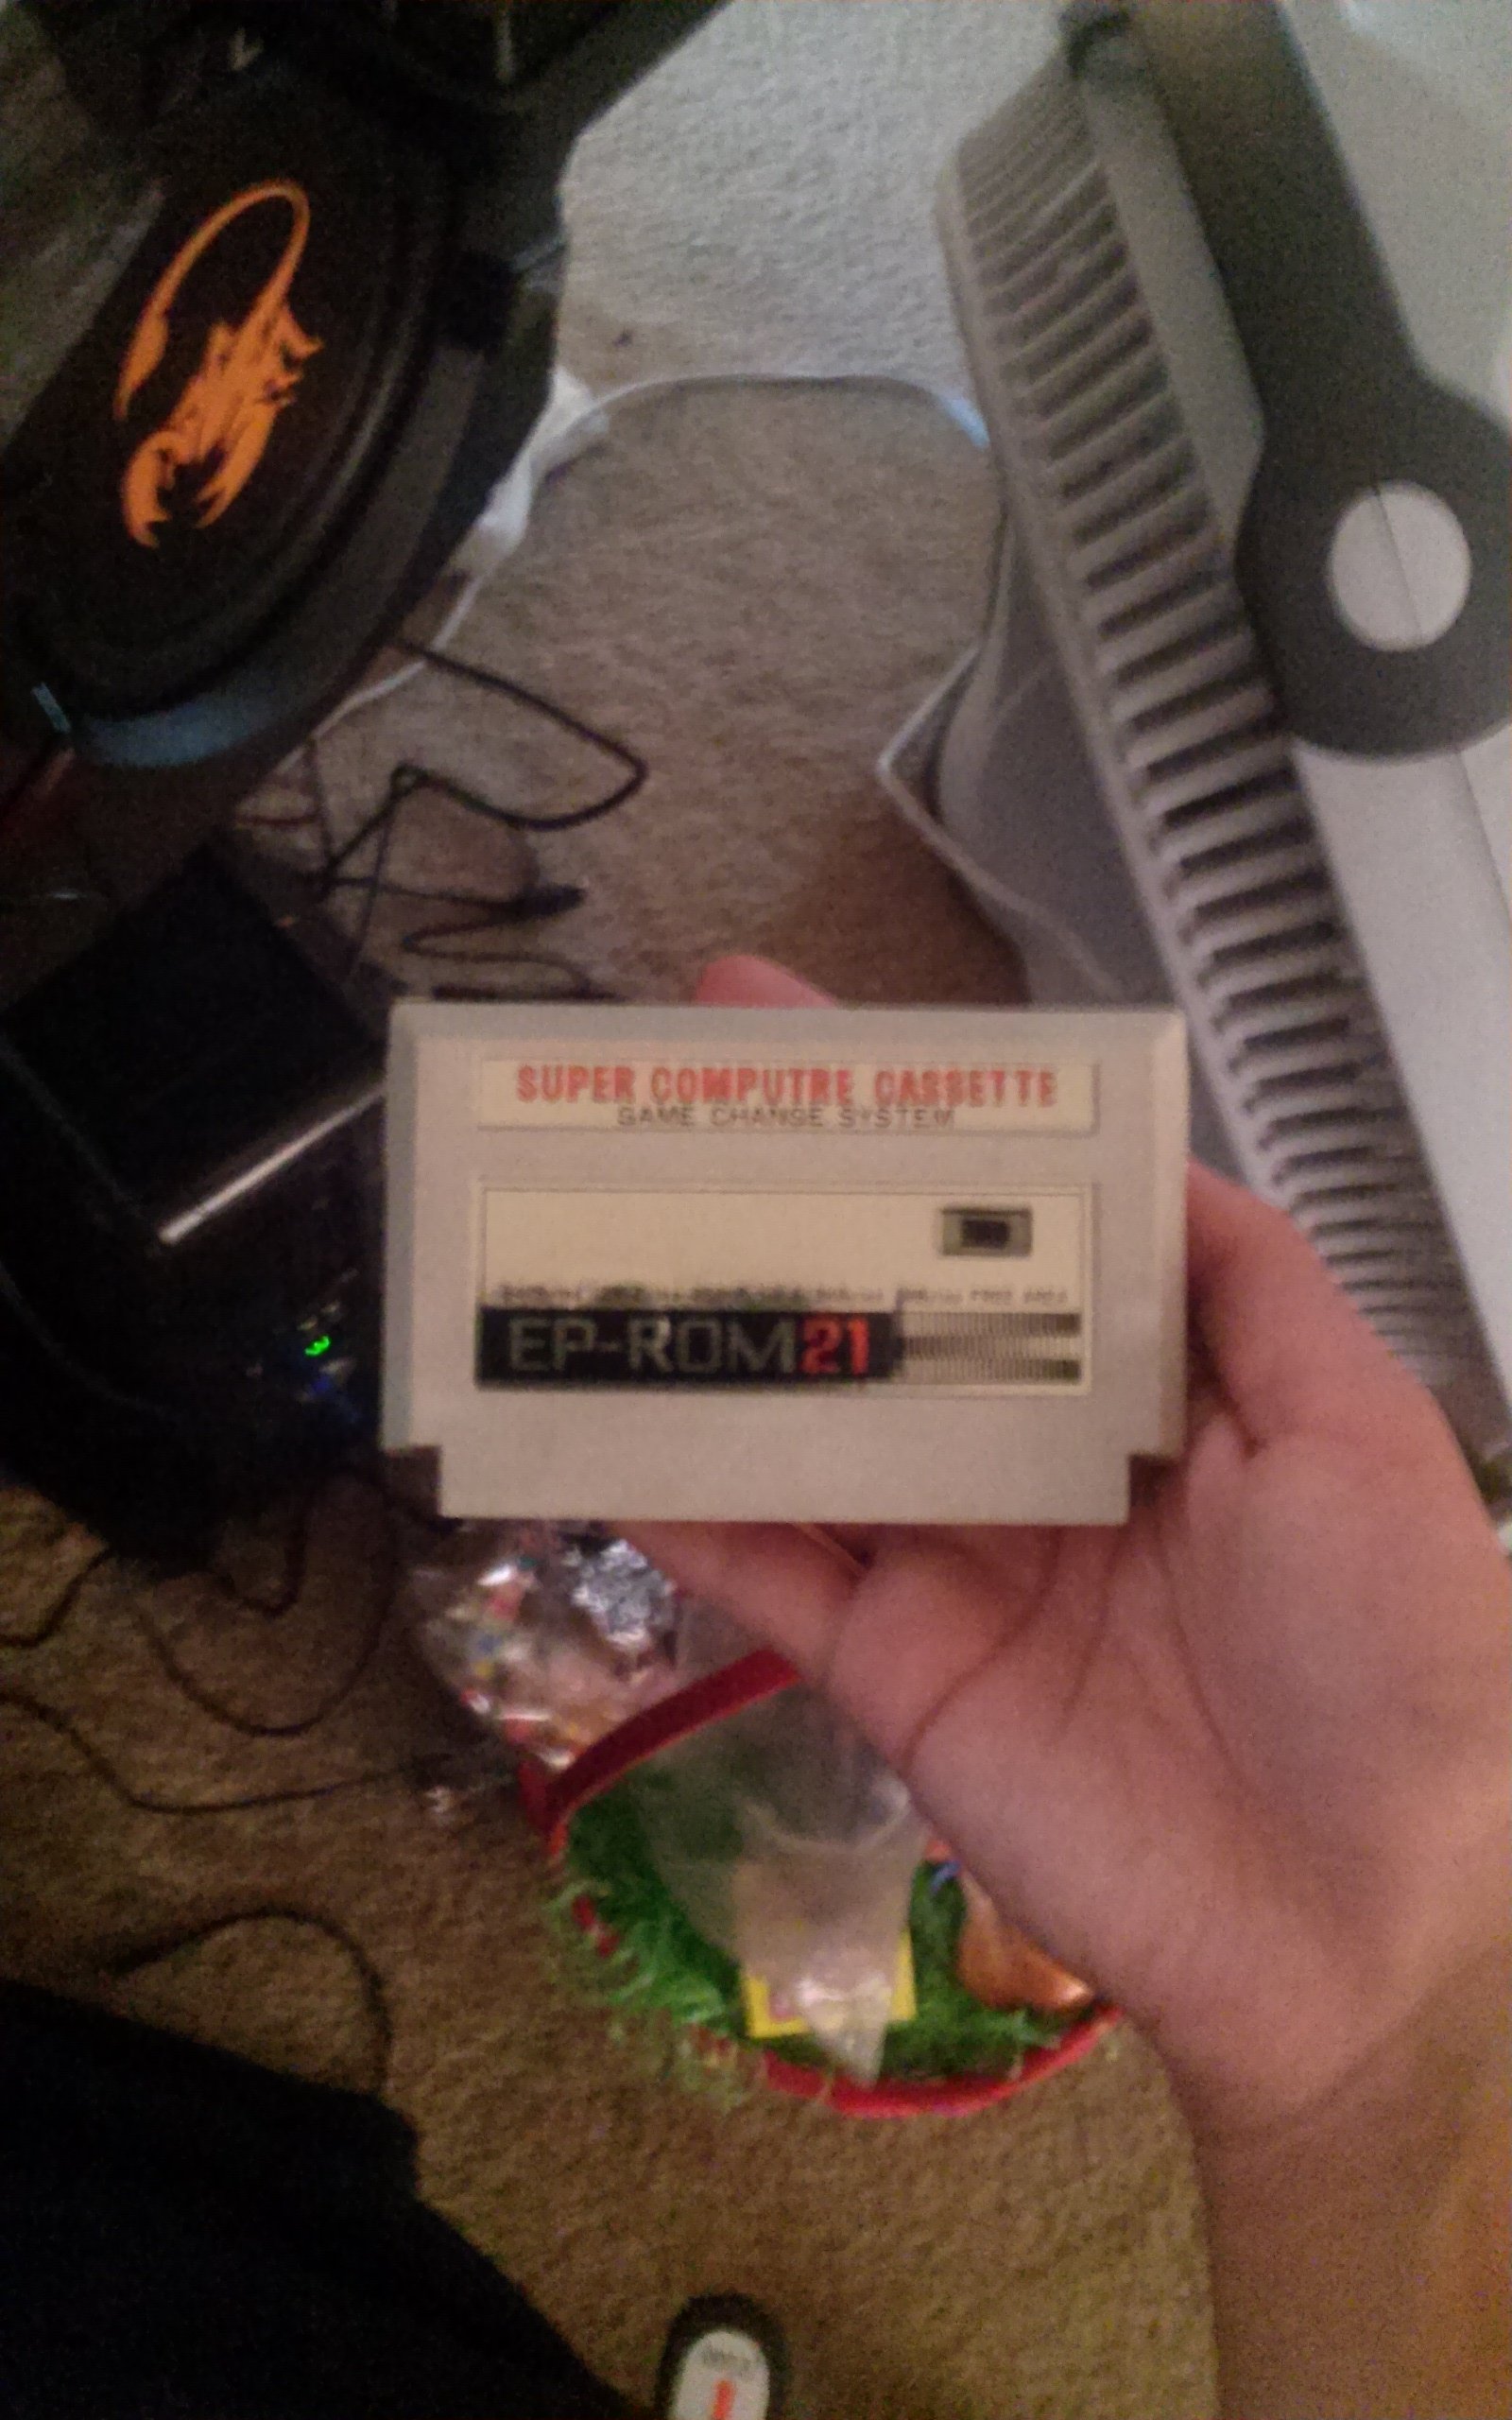 SUPER COMPUTRE CASSETTE
GAME CHANGE SYSTEM
EP-ROM21